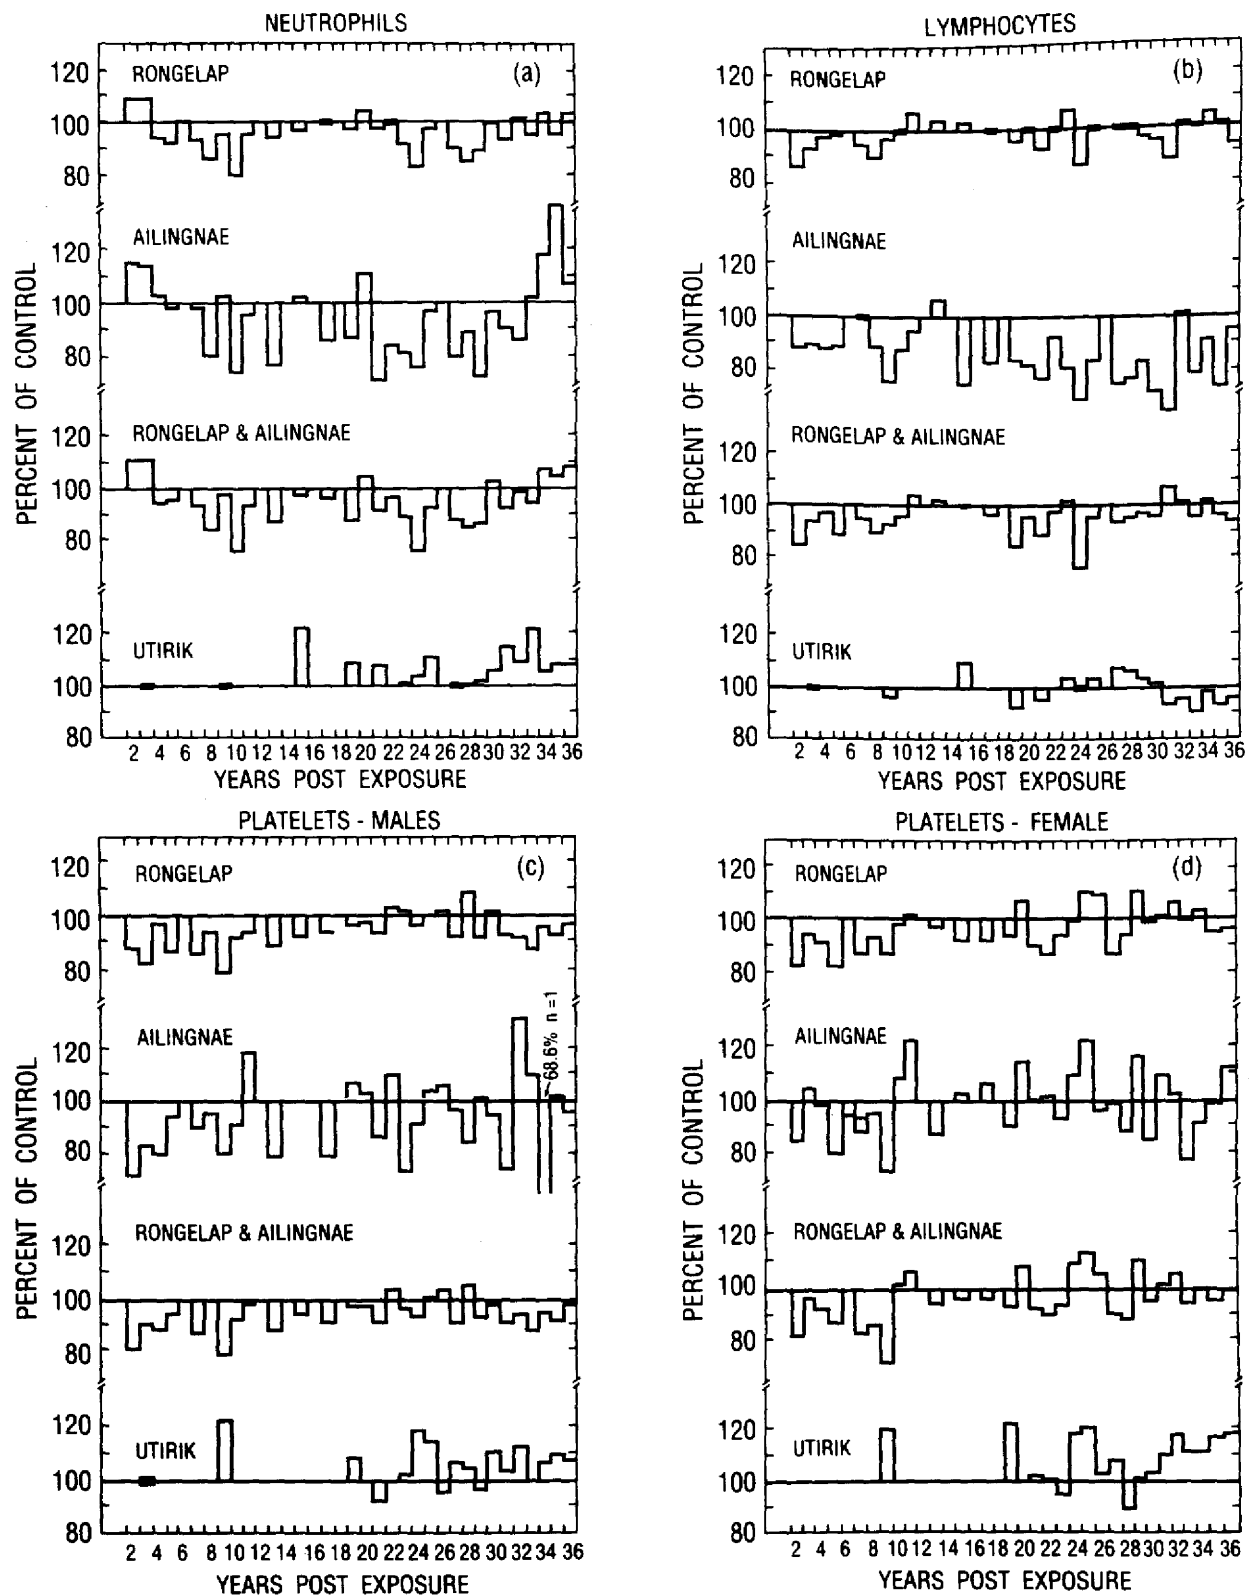 NEUTROPHILS
(a)
RONGELAP
120
100
80
AILINGNAE
120
100
80
RONGELAP & AILINGNAE
120
100
80
UTIRIK
120
100
80
PERCENT OF CONTROL
PERCENT OF CONTROL
2 4 6 8 10 12 14 16 18 20 22 24 26 28 30 32 34 36
YEARS POST EXPOSURE
LYMPHOCYTES
(b)
RONGELAP
120
100
80
AILINGNAE
120
100
80
RONGELAP & AILINGNAE
120
100
80
UTIRIK
120
100
80
PERCENT OF CONTROL
2 4 6 8 10 12 14 16 18 20 22 24 26 28 30 32 34 36
YEARS POST EXPOSURE
PLATELETS - MALES
(c)
RONGELAP
120
100
80
AILINGNAE
68.6% n = 1
120
100
80
RONGELAP & AILINGNAE
120
100
80
UTIRIK
120
100
80
2 4 6 8 10 12 14 16 18 20 22 24 26 28 30 32 34 36
YEARS POST EXPOSURE
PLATELETS - FEMALE
(d)
RONGELAP
120
100
80
AILINGNAE
120
100
80
RONGELAP & AILINGNAE
120
100
80
UTIRIK
120
100
80
PERCENT OF CONTROL
2 4 6 8 10 12 14 16 18 20 22 24 26 28 30 32 34 36
YEARS POST EXPOSURE